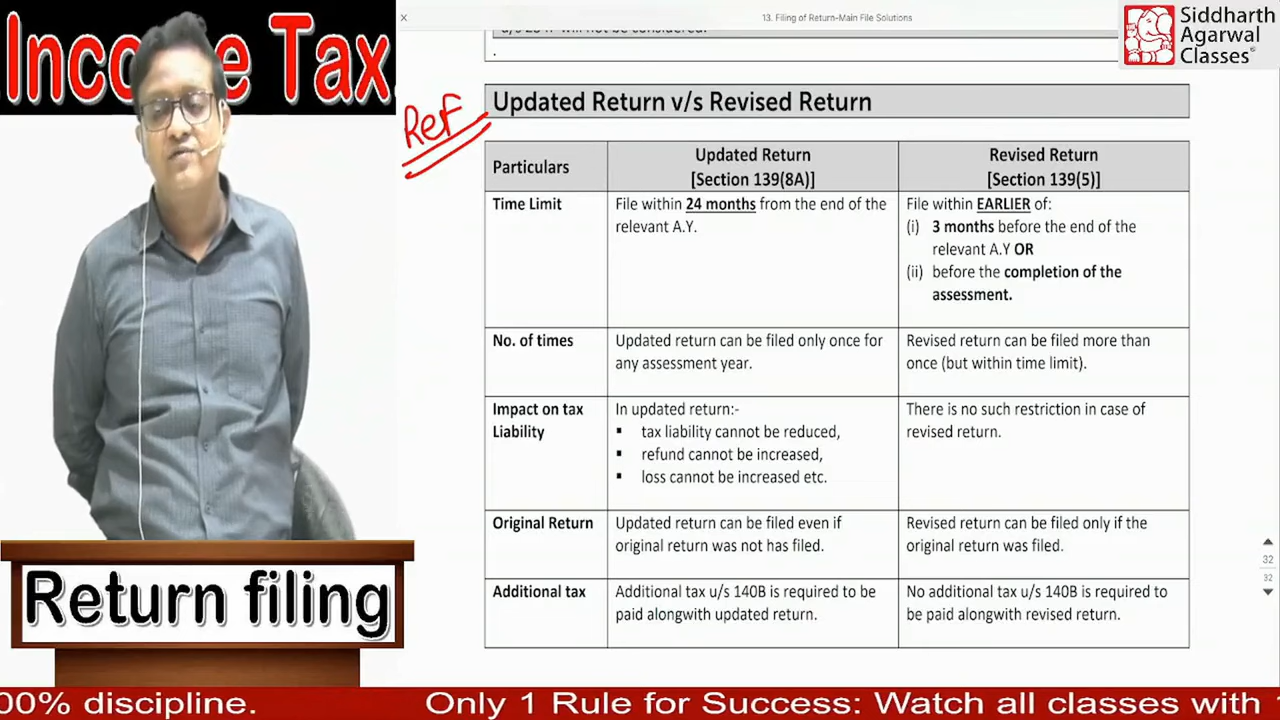 Income Tax.
13. Filing of Return-Main File Solutions
Siddharth
Agarwal
Classes
will not be considered.
.
Ref
Updated Return v/s Revised Return
Particulars
Updated Return
[Section 139(8A)]
Revised Return
[Section 139(5)]
Time Limit
File within 24 months from the end of the
relevant A.Y.
File within EARLIER of:
(i) 3 months before the end of the
relevant A.Y OR
(ii) before the completion of the
assessment.
No. of times
Updated return can be filed only once for
any assessment year.
Revised return can be filed more than
once (but within time limit).
Impact on tax
Liability
In updated return:-
▪ tax liability cannot be reduced,
▪ refund cannot be increased,
▪ loss cannot be increased etc.
There is no such restriction in case of
revised return.
Original Return
Updated return can be filed even if
original return was not has filed.
Revised return can be filed only if the
original return was filed.
Additional tax
Additional tax u/s 140B is required to be
paid alongwith updated return.
No additional tax u/s 140B is required to
be paid alongwith revised return.
32
32
Return filing
00% discipline. Only 1 Rule for Success: Watch all classes with